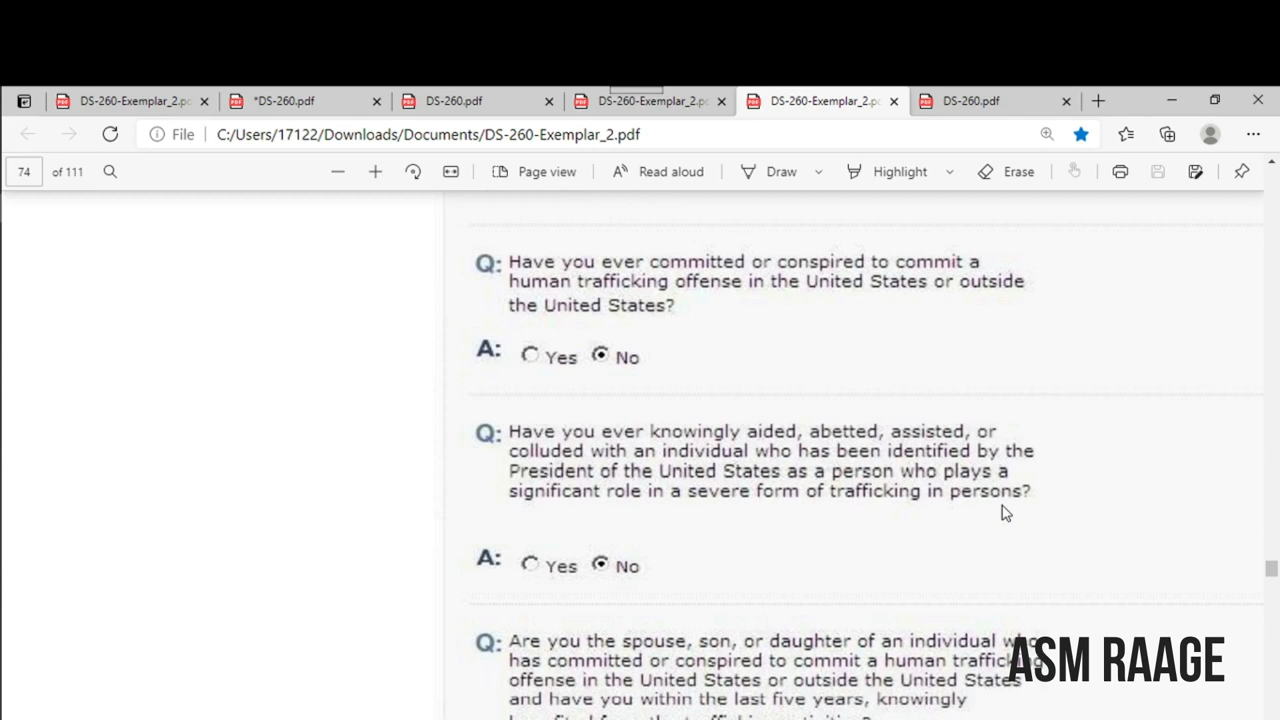 DS-260-Exemplar_2.pc
*DS-260.pdf
DS-260.pdf
DS-260-Exemplar_2.pc
DS-260-Exemplar_2.pc
DS-260.pdf
File
C:/Users/17122/Downloads/Documents/DS-260-Exemplar_2.pdf
74 of 111
Page view
Read aloud
Draw
Highlight
Erase
Q: Have you ever committed or conspired to commit a
human trafficking offense in the United States or outside
the United States?
A: Yes No
Q: Have you ever knowingly aided, abetted, assisted, or
colluded with an individual who has been identified by the
President of the United States as a person who plays a
significant role in a severe form of trafficking in persons?
A: Yes No
Q: Are you the spouse, son, or daughter of an individual who
has committed or conspired to commit a human trafficking
offense in the United States or outside the United States
and have you within the last five years, knowingly
ASM RAAGE